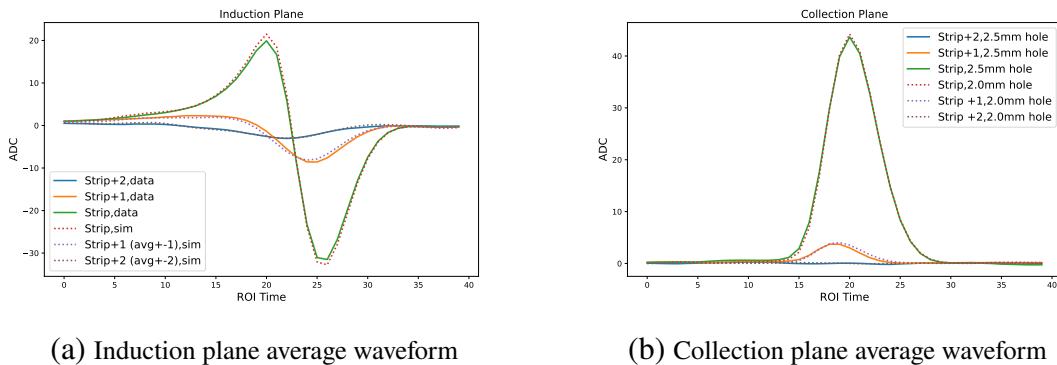 Induction Plane
20
10
0
−10
−20
−30
ADC
0 5 10 15 20 25 30 35 40
ROI Time
Strip+2,data
Strip+1,data
Strip,data
Strip,sim
Strip+1 (avg+-1),sim
Strip+2 (avg+-2),sim
(a) Induction plane average waveform
Collection Plane
40
30
20
10
0
ADC
0 5 10 15 20 25 30 35 40
ROI Time
Strip+2,2.5mm hole
Strip+1,2.5mm hole
Strip,2.5mm hole
Strip,2.0mm hole
Strip +1,2.0mm hole
Strip +2,2.0mm hole
(b) Collection plane average waveform